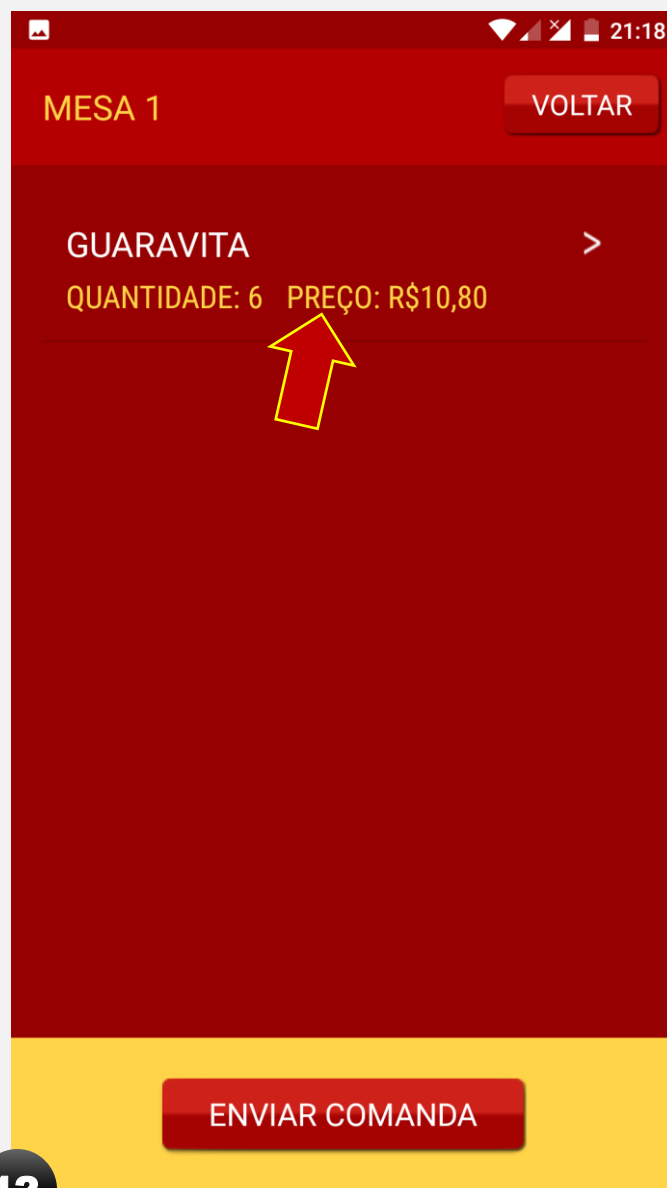 21:18
MESA 1
VOLTAR
GUARAVITA >
QUANTIDADE: 6 PREÇO: R$10,80
ENVIAR COMANDA